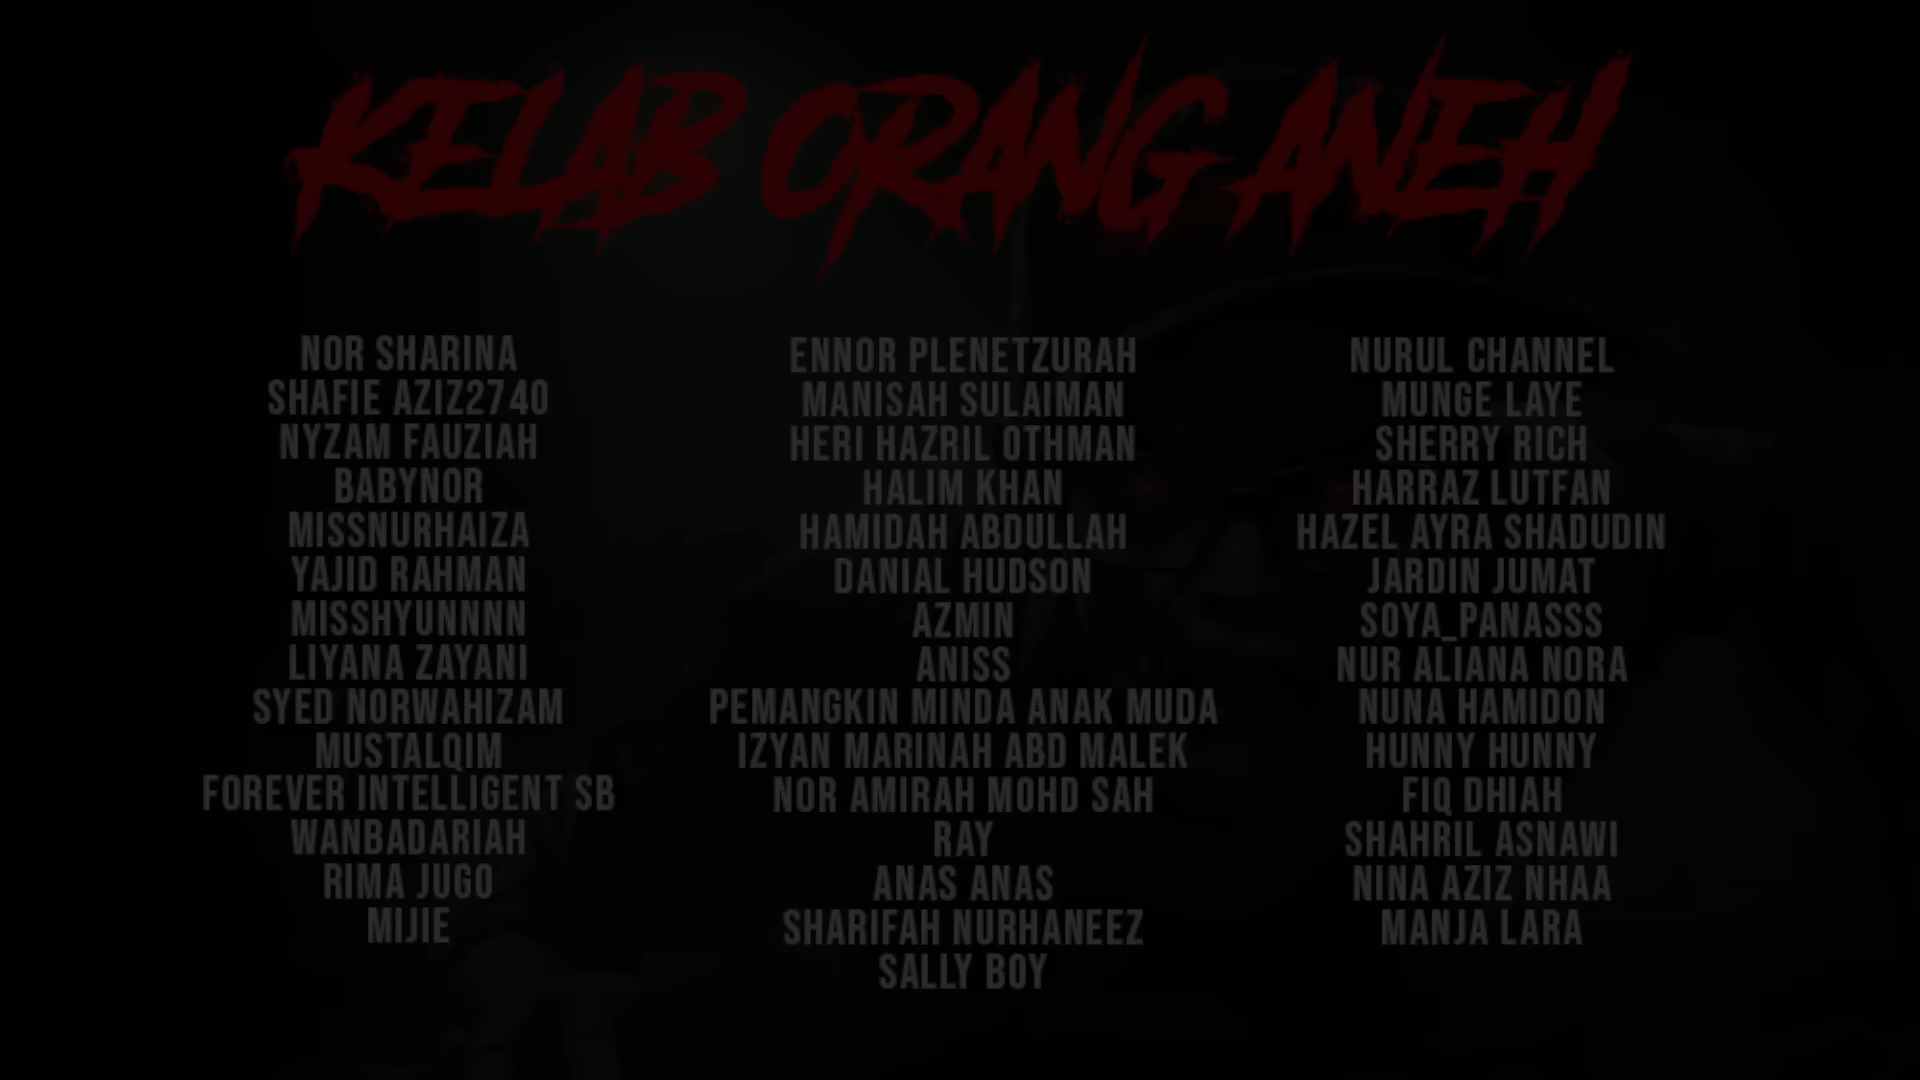 KELAB ORANG ANEH
NOR SHARINA
SHAFIE AZIZ2740
NYZAM FAUZIAH
BABYNOR
MISSNURHAIZA
YAJID RAHMAN
MISSHYUNNNN
LIYANA ZAYANI
SYED NORWAHIZAM
MUSTALQIM
FOREVER INTELLIGENT SB
WANBADARIAH
RIMA JUGO
MIJIE
ENNOR PLENETZURAH
MANISAH SULAIMAN
HERI HAZRIL OTHMAN
HALIM KHAN
HAMIDAH ABDULLAH
DANIAL HUDSON
AZMIN
ANISS
PEMANGKIN MINDA ANAK MUDA
IZYAN MARINAH ABD MALEK
NOR AMIRAH MOHD SAH
RAY
ANAS ANAS
SHARIFAH NURHANEEZ
SALLY BOY
NURUL CHANNEL
MUNGE LAYE
SHERRY RICH
HARRAZ LUTFAN
HAZEL AYRA SHADUDIN
JARDIN JUMAT
SOYA_PANASSS
NUR ALIANA NORA
NUNA HAMIDON
HUNNY HUNNY
FIQ DHIAH
SHAHRIL ASNAWI
NINA AZIZ NHAA
MANJA LARA